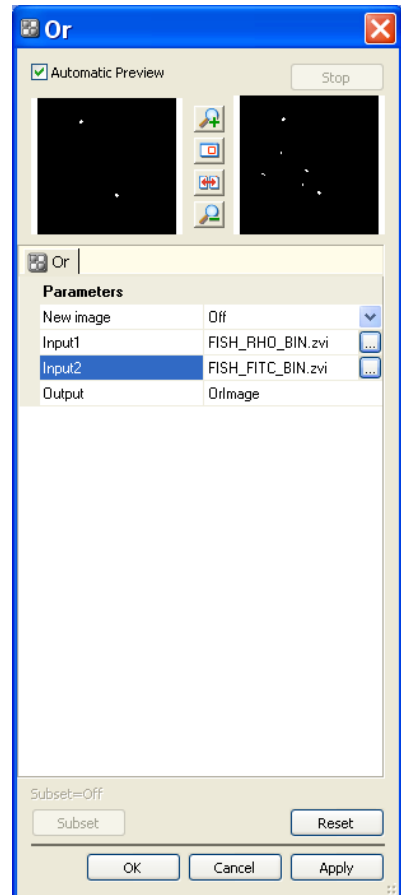 Or
Automatic Preview
Stop
Or
Parameters
New image Off
Input1 FISH_RHO_BIN.zvi ...
Input2 FISH_FITC_BIN.zvi ...
Output OrImage
Subset=Off
Subset Reset
OK Cancel Apply